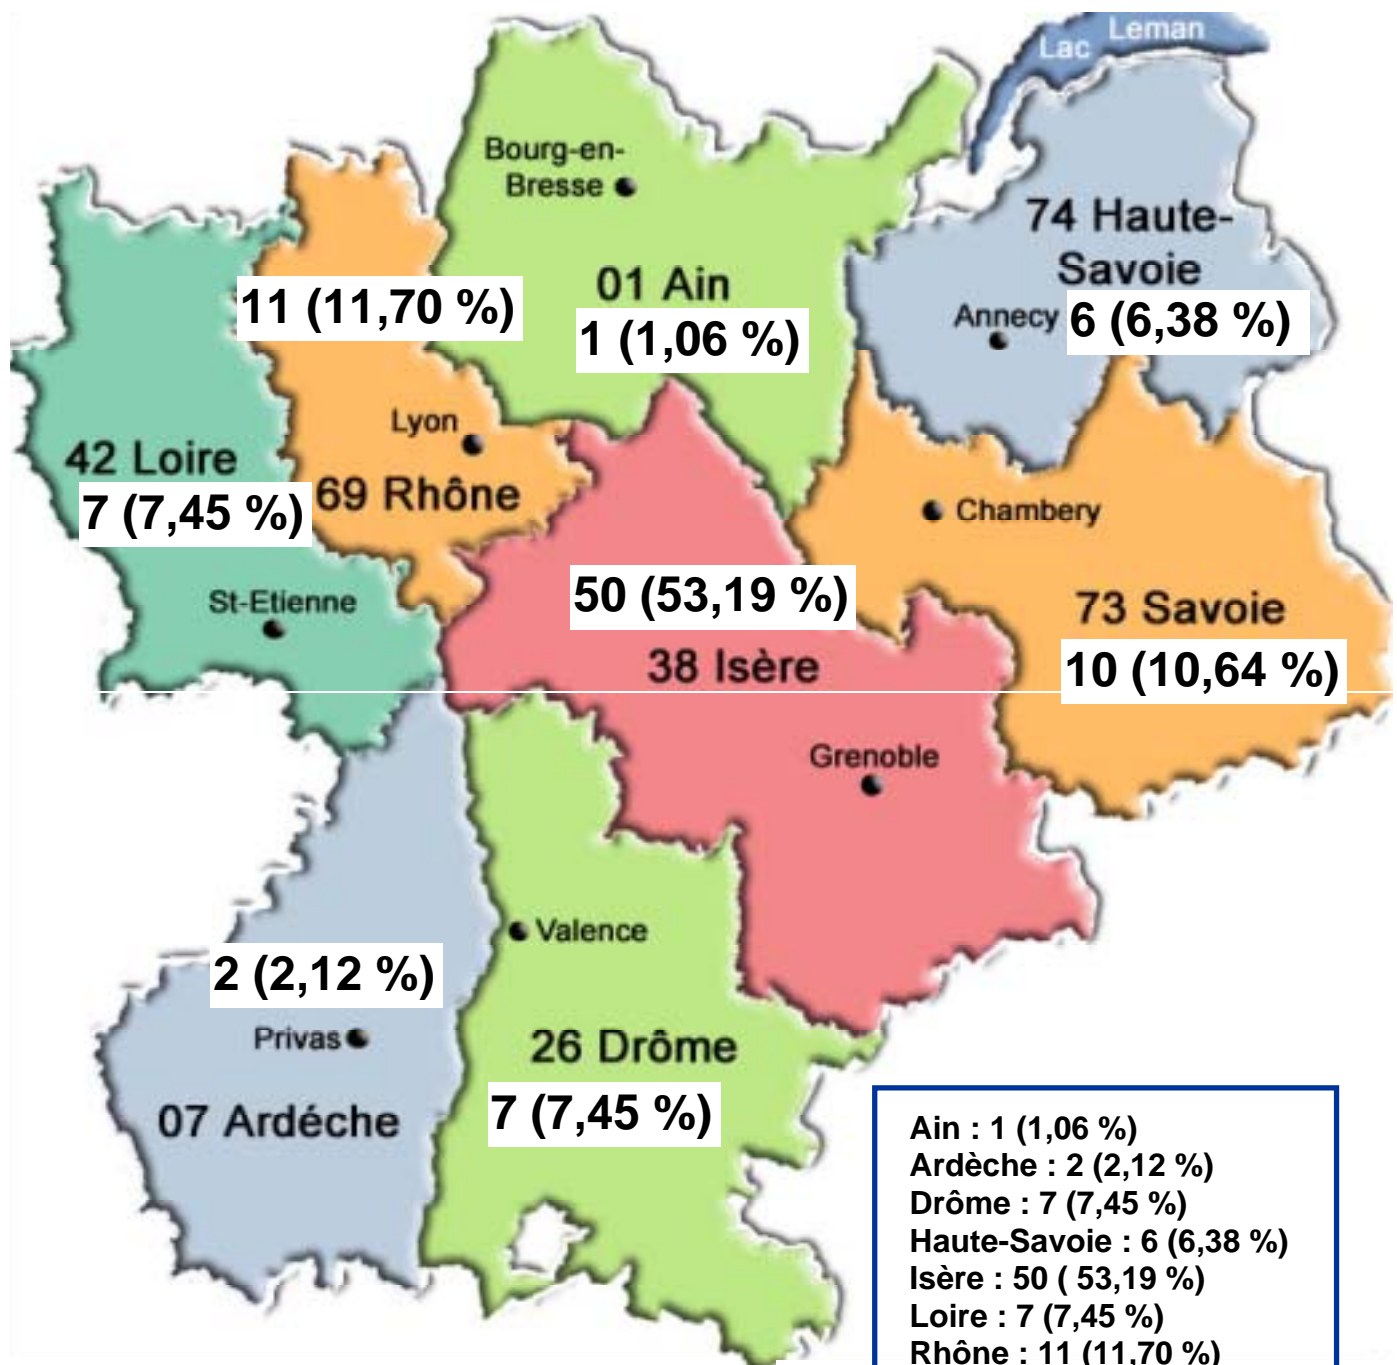 Lac Leman
Bourg-en-
Bresse
74 Haute-
Savoie
01 Ain
11 (11,70 %)
1 (1,06 %)
Annecy
6 (6,38 %)
Lyon
42 Loire
69 Rhône
7 (7,45 %)
Chambery
50 (53,19 %)
St-Etienne
73 Savoie
38 Isère
10 (10,64 %)
Grenoble
Valence
2 (2,12 %)
Privas
26 Drôme
07 Ardéche
7 (7,45 %)
Ain : 1 (1,06 %)
Ardèche : 2 (2,12 %)
Drôme : 7 (7,45 %)
Haute-Savoie : 6 (6,38 %)
Isère : 50 ( 53,19 %)
Loire : 7 (7,45 %)
Rhône : 11 (11,70 %)